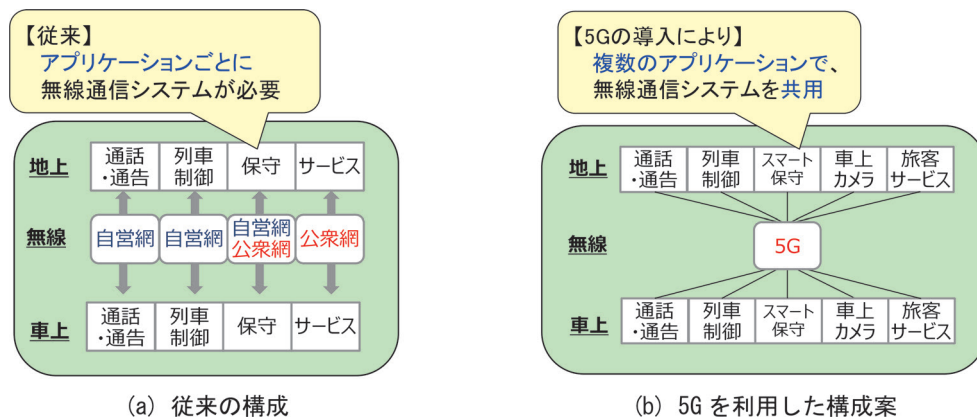 【従来】
アプリケーションごとに
無線通信システムが必要
地上
通話
・通告
列車
制御
保守
サービス
無線
自営網
自営網
自営網
公衆網
公衆網
車上
通話
・通告
列車
制御
保守
サービス
(a) 従来の構成
【5Gの導入により】
複数のアプリケーションで、
無線通信システムを共用
地上
通話
・通告
列車
制御
スマート
保守
車上
カメラ
旅客
サービス
無線
5G
車上
通話
・通告
列車
制御
スマート
保守
車上
カメラ
旅客
サービス
(b) 5G を利用した構成案